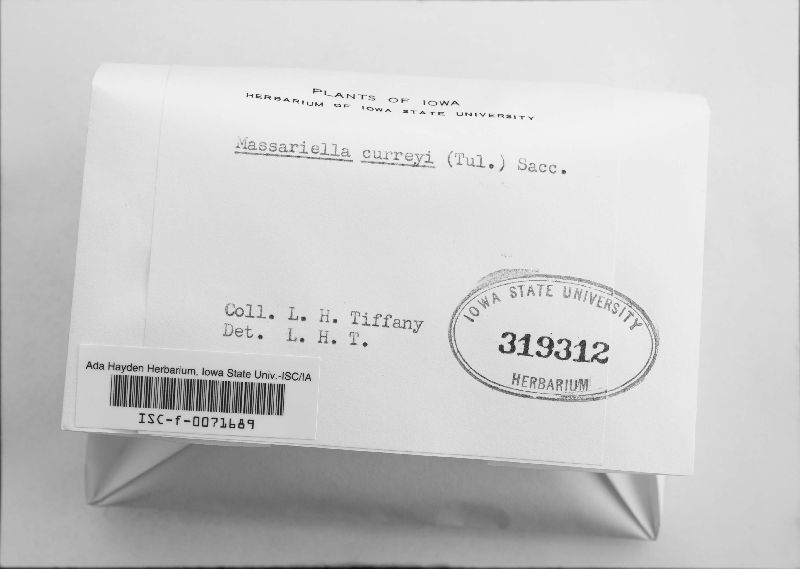 PLANTS OF IOWA
HERBARIUM OF IOWA STATE UNIVERSITY
Massariella curreyi (Tul.) Sacc.
Coll. L. H. Tiffany
Det. L. H. T.
IOWA STATE UNIVERSITY
319312
HERBARIUM
Ada Hayden Herbarium, Iowa State Univ.-ISC/IA
ISC-f-0071689